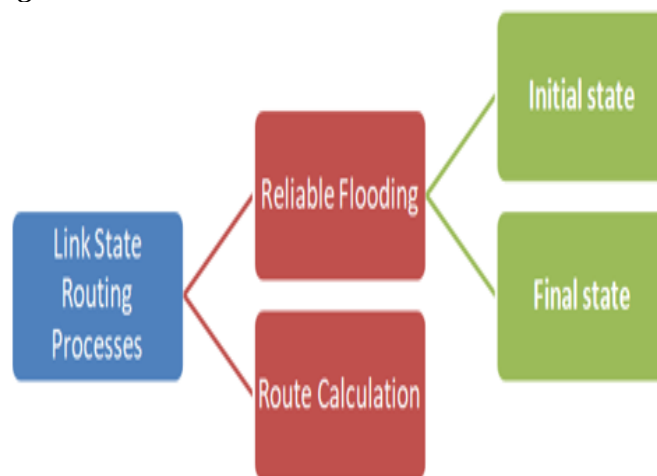 Initial state
Reliable Flooding
Link State
Routing
Processes
Final state
Route Calculation